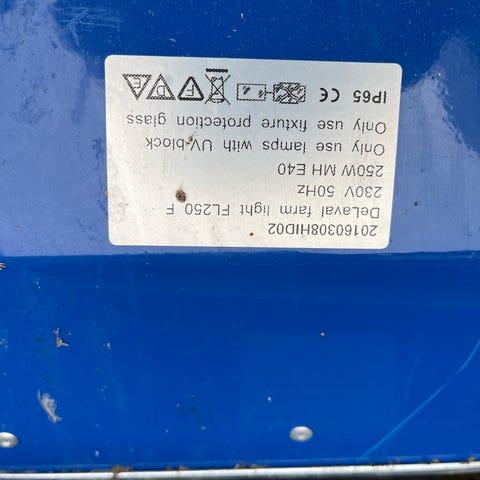 20160308HID02
DeLaval farm light FL250 F
230V 50Hz
250W MH E40
Only use lamps with UV-block
Only use fixture protection glass
IP65 CE F D E